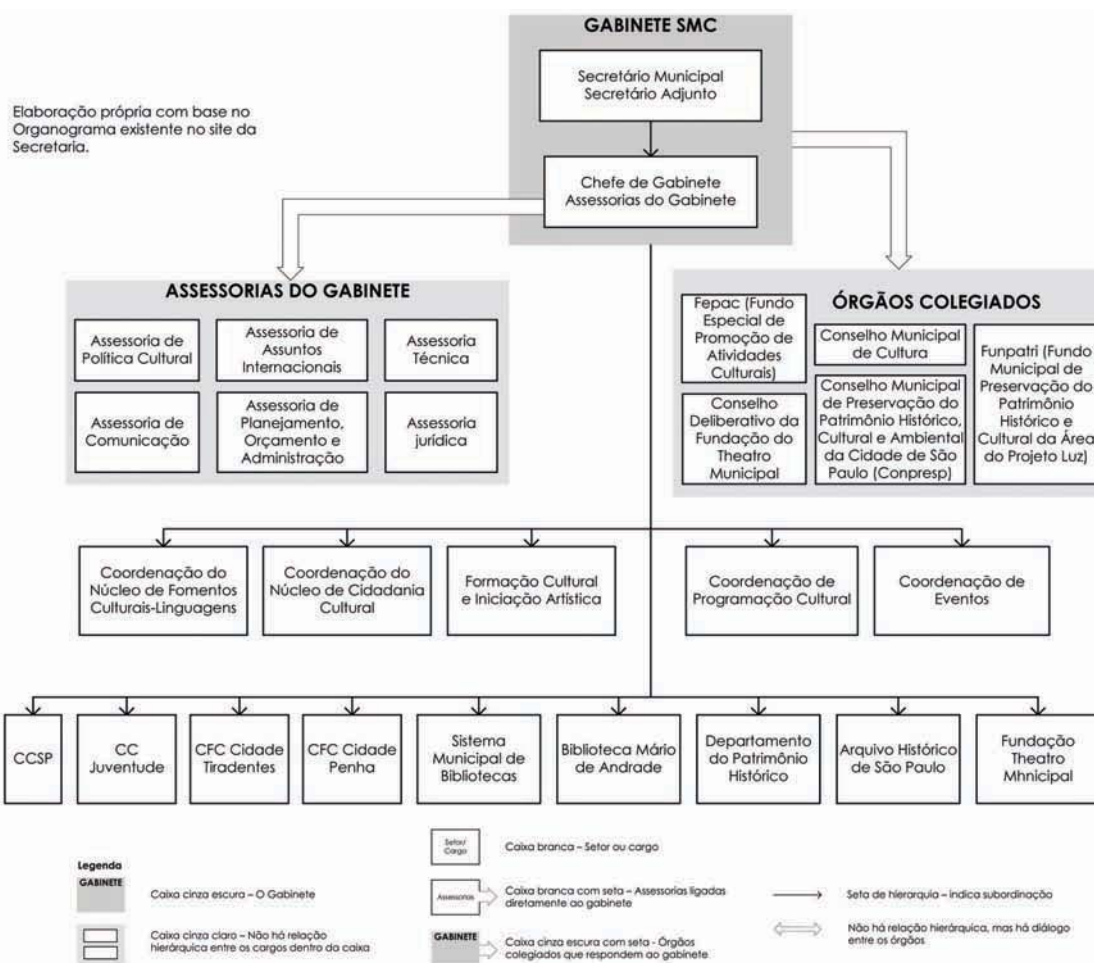 GABINETE SMC
Secretário Municipal
Secretário Adjunto
Elaboração própria com base no
Organograma existente no site da
Secretaria.
Chefe de Gabinete
Assessorias do Gabinete
ASSESSORIAS DO GABINETE
Assessoria de
Política Cultural
Assessoria de
Assuntos
Internacionais
Assessoria
Técnica
Assessoria de
Comunicação
Assessoria de
Planejamento,
Orçamento e
Administração
Assessoria
jurídica
ÓRGÃOS COLEGIADOS
Fepac (Fundo
Especial de
Promoção de
Atividades
Culturais)
Conselho Municipal
de Cultura
Funpatri (Fundo
Municipal de
Preservação do
Patrimônio
Histórico e
Cultural da Área
do Projeto Luz)
Conselho
Deliberativo da
Fundação do
Theatro
Municipal
Conselho Municipal
de Preservação do
Patrimônio Histórico,
Cultural e Ambiental
da Cidade de São
Paulo (Conpresp)
Coordenação do
Núcleo de Fomentos
Culturais-Linguagens
Coordenação do
Núcleo de Cidadania
Cultural
Formação Cultural
e Iniciação Artística
Coordenação de
Programação Cultural
Coordenação de
Eventos
CCSP
CC
Juventude
CFC Cidade
Tiradentes
CFC Cidade
Penha
Sistema
Municipal de
Bibliotecas
Biblioteca Mário
de Andrade
Departamento
do Patrimônio
Histórico
Arquivo Histórico
de São Paulo
Fundação
Theatro
Mhnicipal
Legenda
GABINETE
Caixa cinza escura – O Gabinete
Caixa cinza claro – Não há relação
hierárquica entre os cargos dentro da caixa
Setor/
Cargo
Caixa branca – Setor ou cargo
Assessorias
Caixa branca com seta – Assessorias ligadas
diretamente ao gabinete
GABINETE
Caixa cinza escura com seta - Órgãos
colegiados que respondem ao gabinete.
Seta de hierarquia – indica subordinação
Não há relação hierárquica, mas há diálogo
entre os órgãos